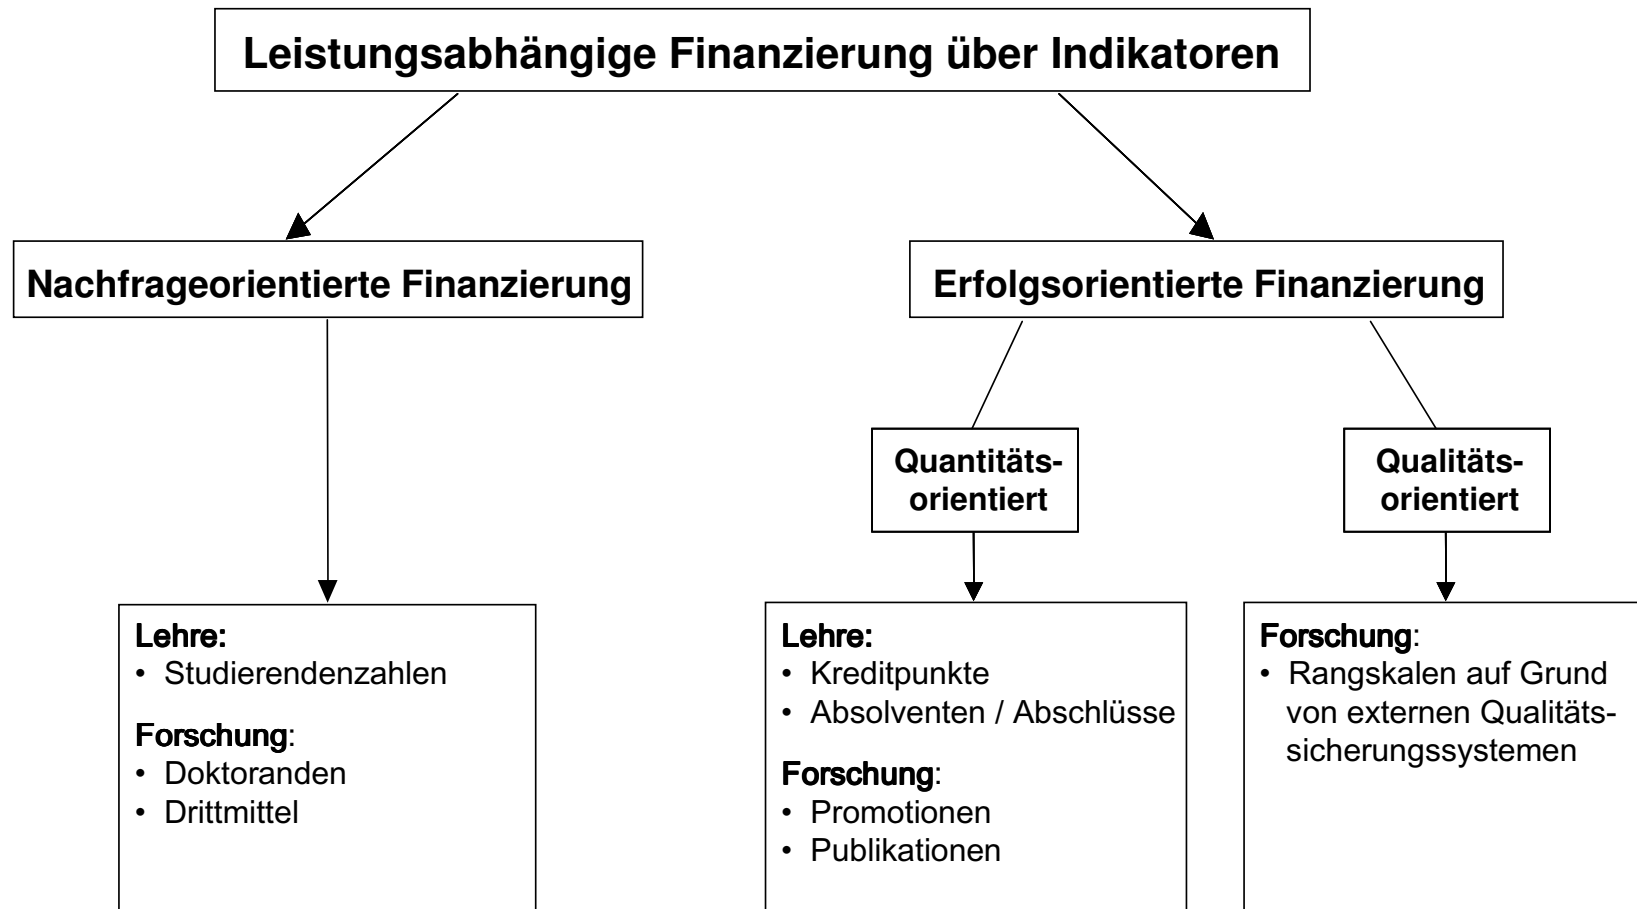 Leistungsabhängige Finanzierung über Indikatoren
Nachfrageorientierte Finanzierung
Erfolgsorientierte Finanzierung
Quantitäts-
orientiert
Qualitäts-
orientiert
Lehre:
• Studierendenzahlen
Forschung:
• Doktoranden
• Drittmittel
Lehre:
• Kreditpunkte
• Absolventen / Abschlüsse
Forschung:
• Promotionen
• Publikationen
Forschung:
• Rangskalen auf Grund
von externen Qualitäts-
sicherungssystemen